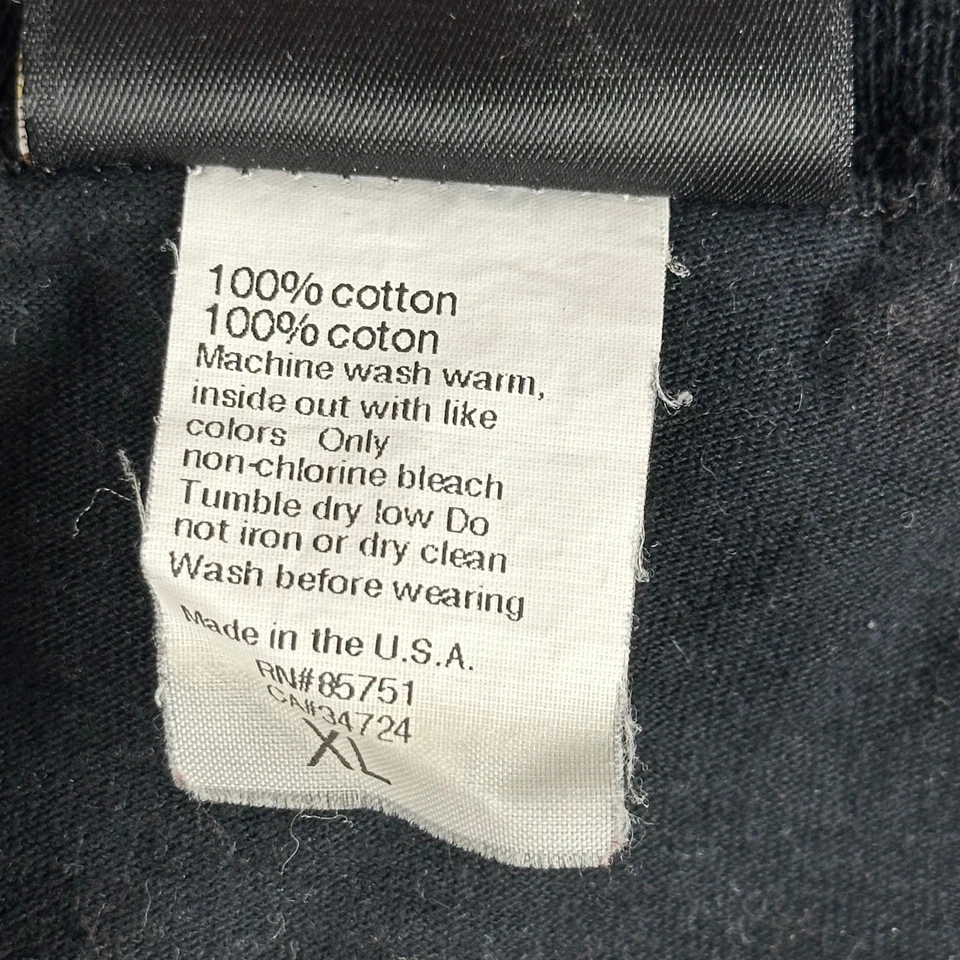 100% cotton
100% coton
Machine wash warm,
inside out with like
colors Only
non-chlorine bleach
Tumble dry low Do
not iron or dry clean
Wash before wearing
Made in the U.S.A.
RN#85751
CA#34724
XL